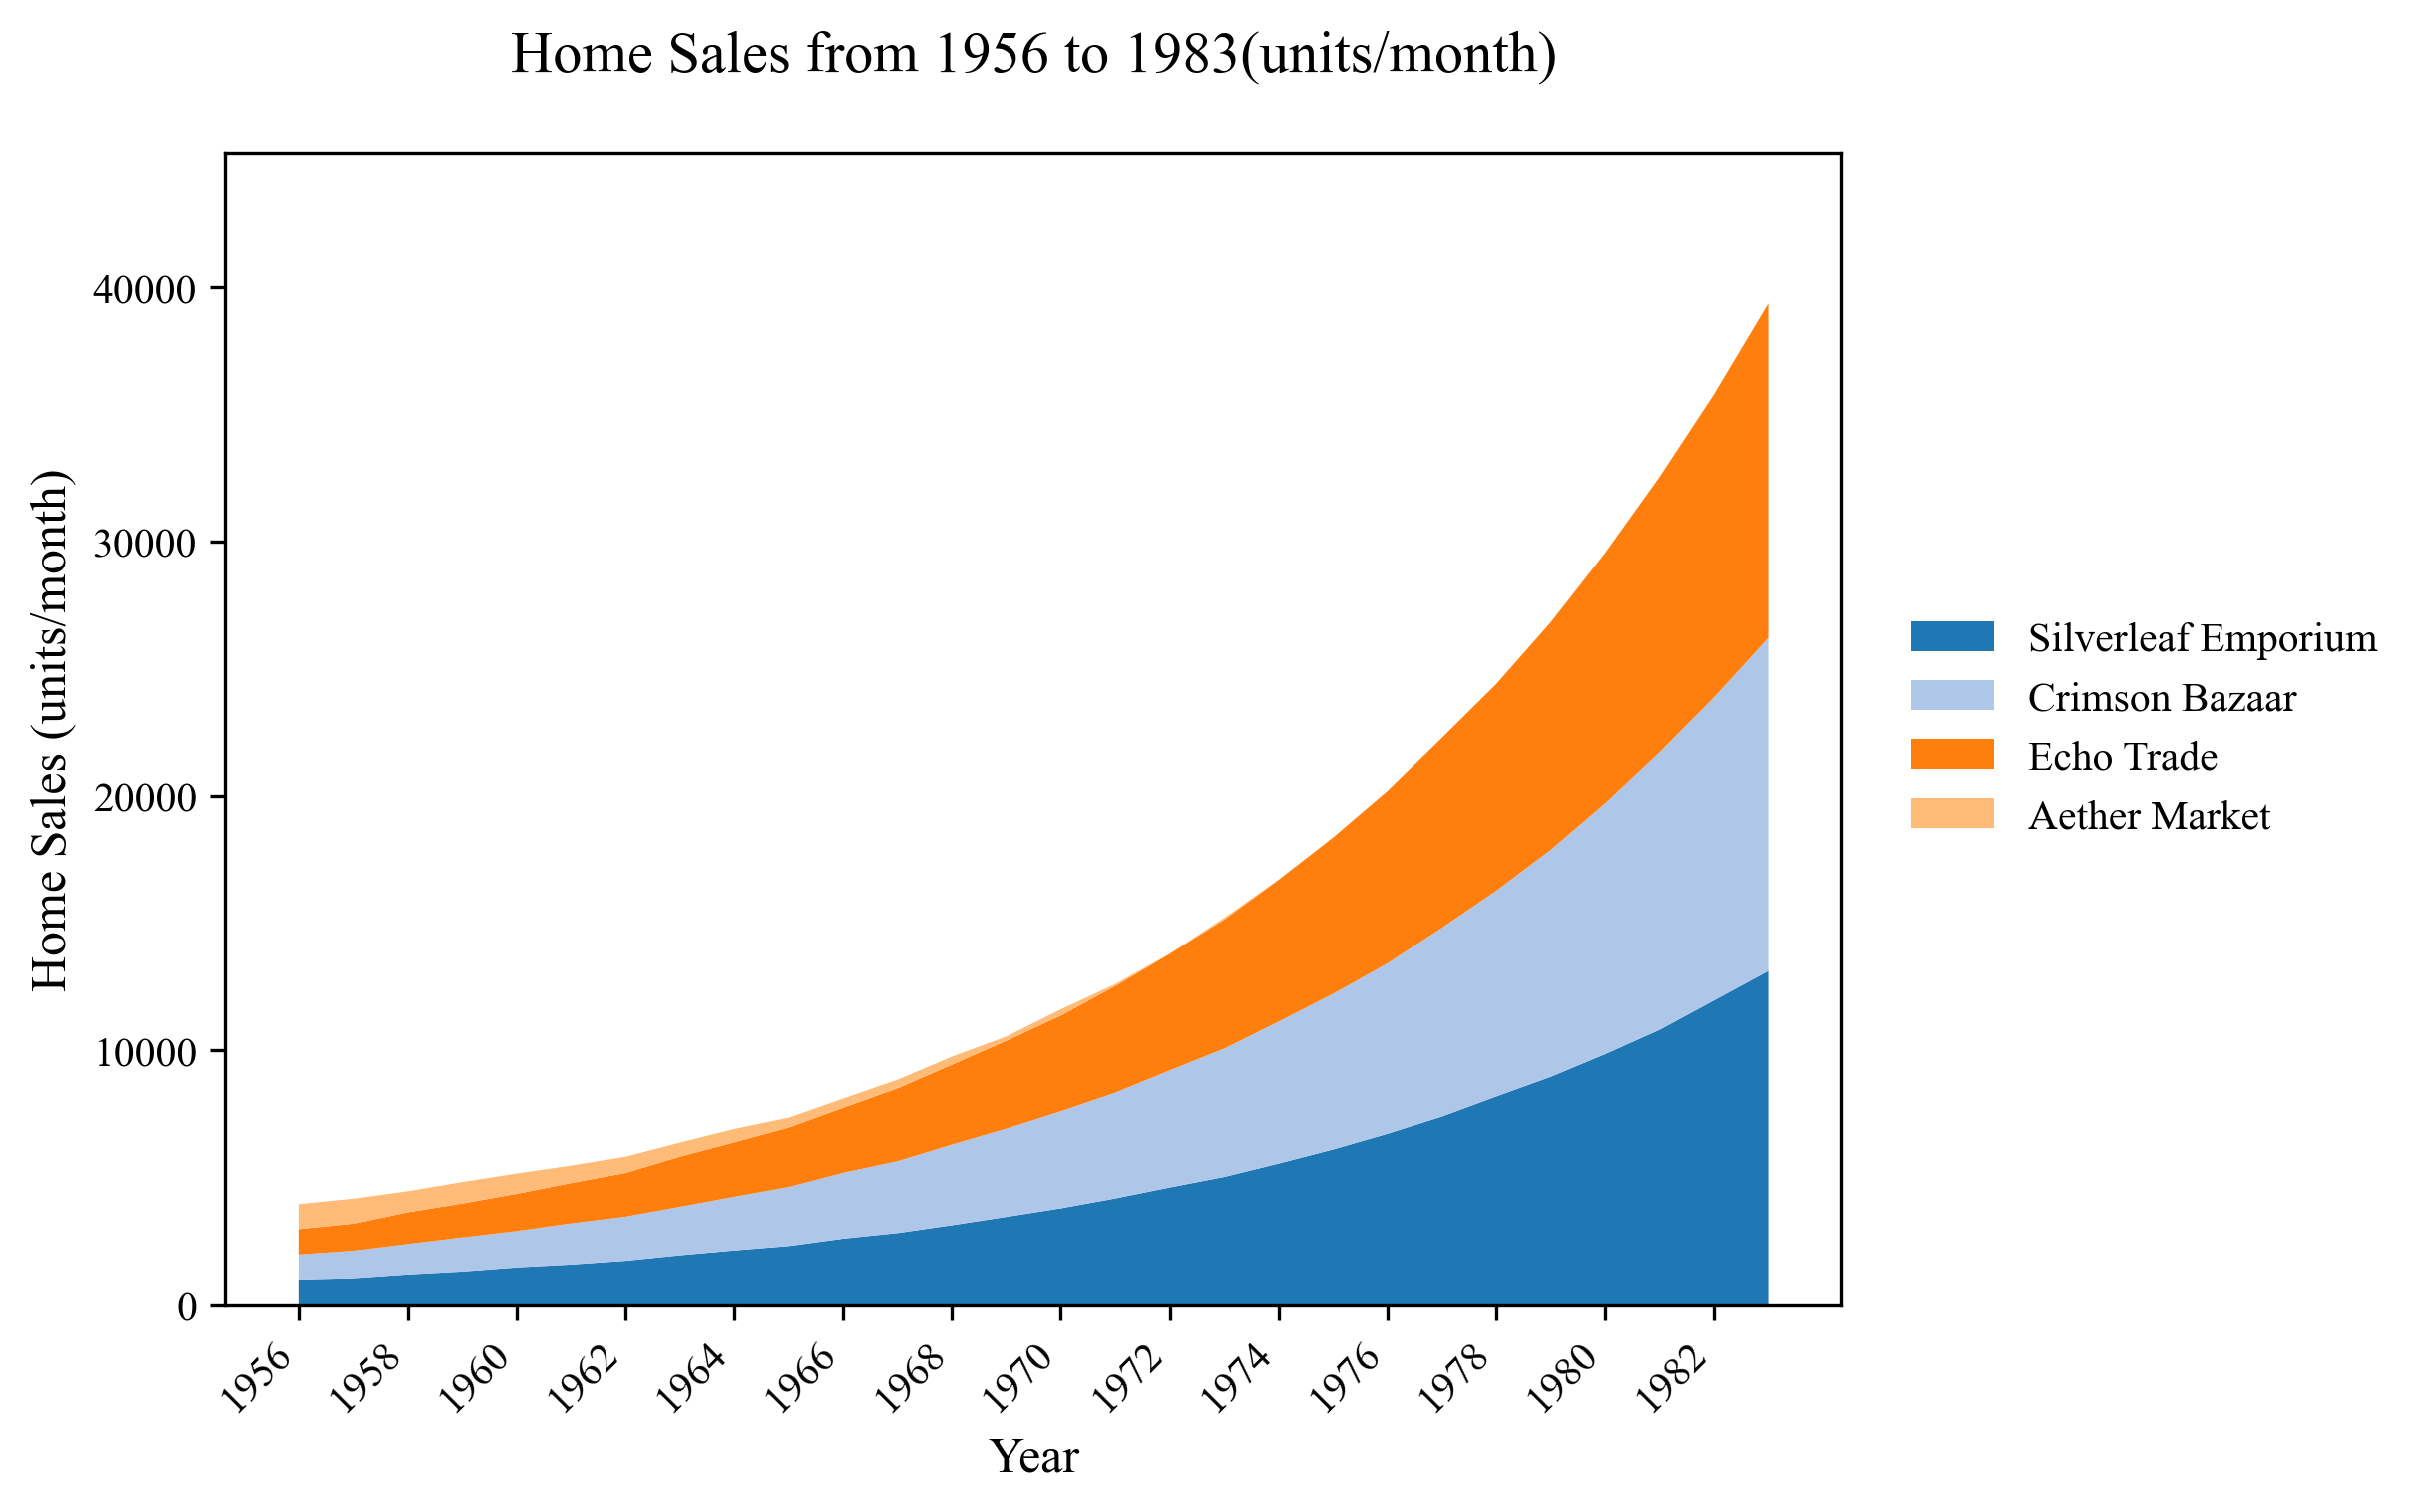 Home Sales from 1956 to 1983(units/month)
Home Sales (units/month)
40000
30000
20000
10000
0
1956
1958
1960
1962
1964
1966
1968
1970
1972
1974
1976
1978
1980
1982
Year
Silverleaf Emporium
Crimson Bazaar
Echo Trade
Aether Market